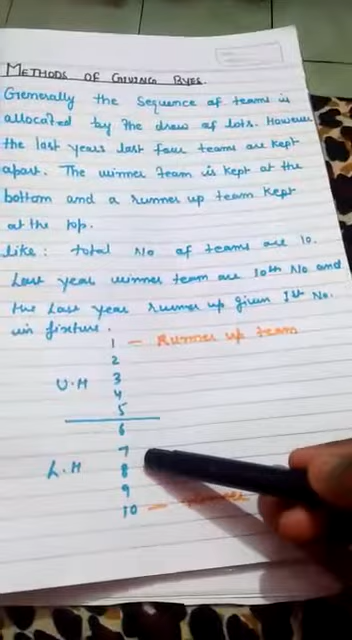 METHODS OF GIVING BYES.
Generally the sequence of teams is
allocated by the draw of lots. However
the last years last four teams are kept
apart. The winner team is kept at the
bottom and a runner up team kept
at the top.
like: total No of teams are 10.
Last year winner team are 10th No and
the Last year Runner up given Ist No.
in fixture.
1 - Runner up team
2
U.H 3
4
5
6
7
L.H 8
9
10 -